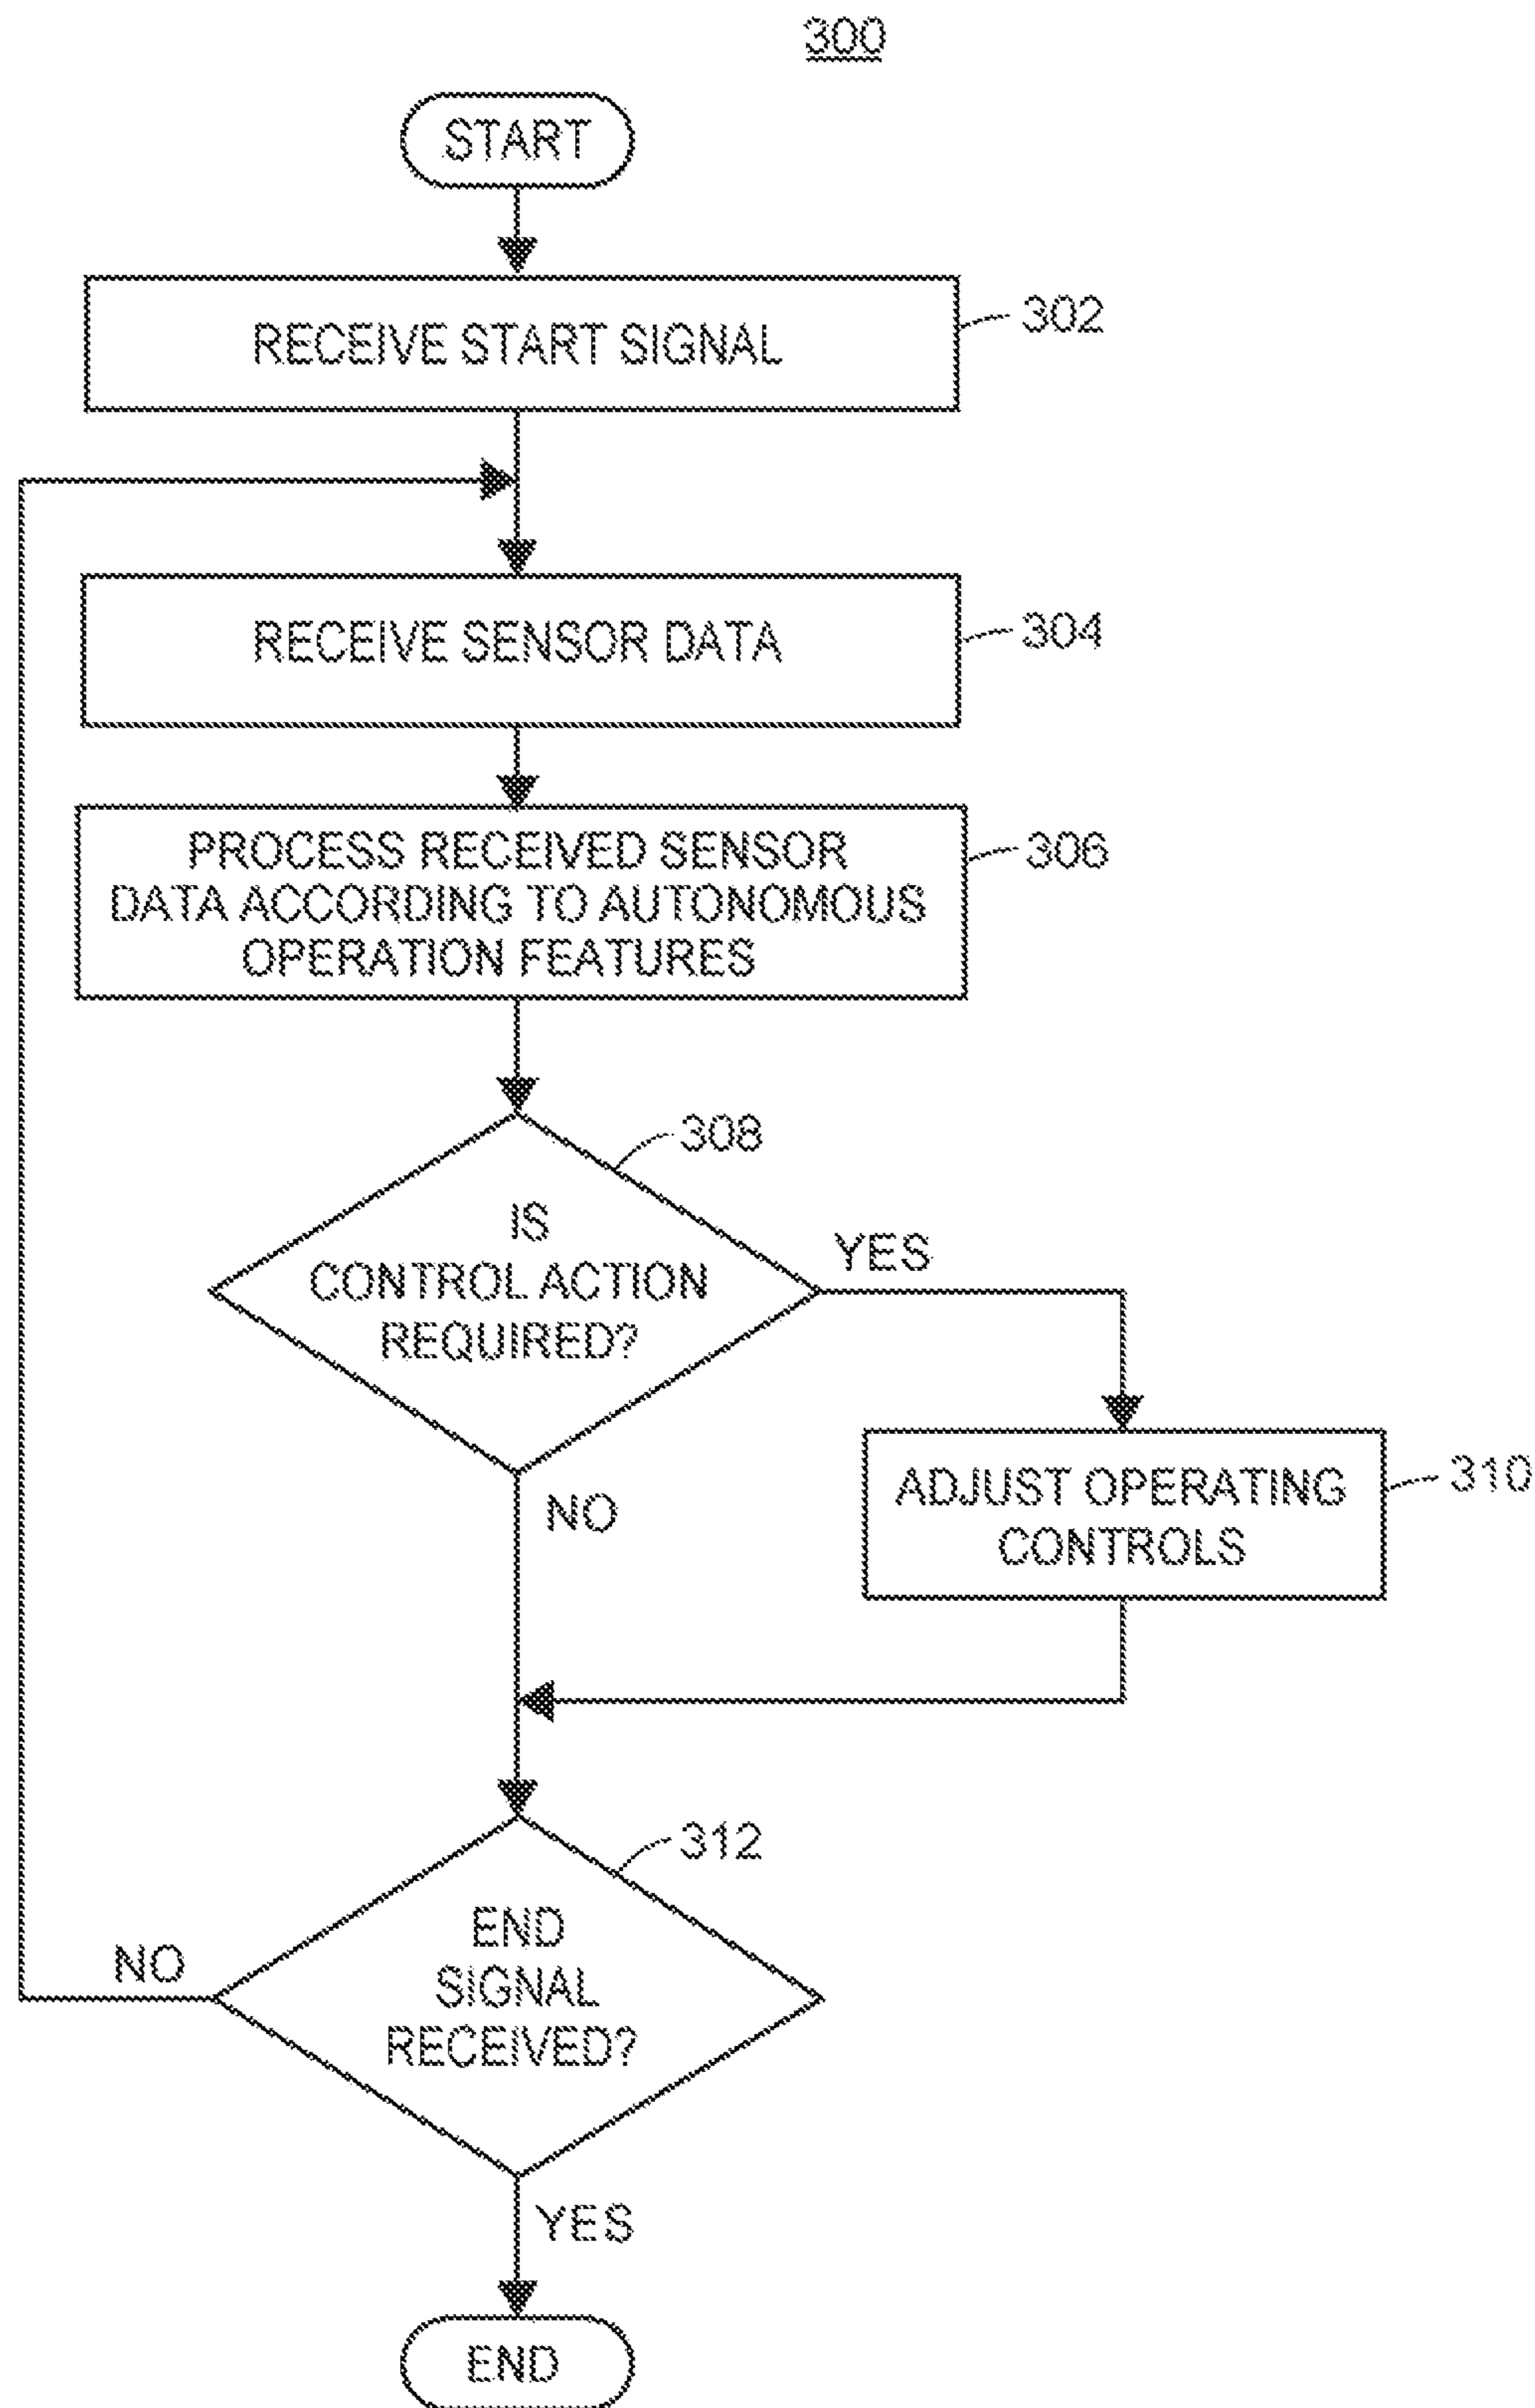 300
START
RECEIVE START SIGNAL
302
RECEIVE SENSOR DATA
304
PROCESS RECEIVED SENSOR
DATA ACCORDING TO AUTONOMOUS
OPERATION FEATURES
306
308
IS
CONTROL ACTION
REQUIRED?
YES
NO
ADJUST OPERATING
CONTROLS
310
312
END
SIGNAL
RECEIVED?
NO
YES
END